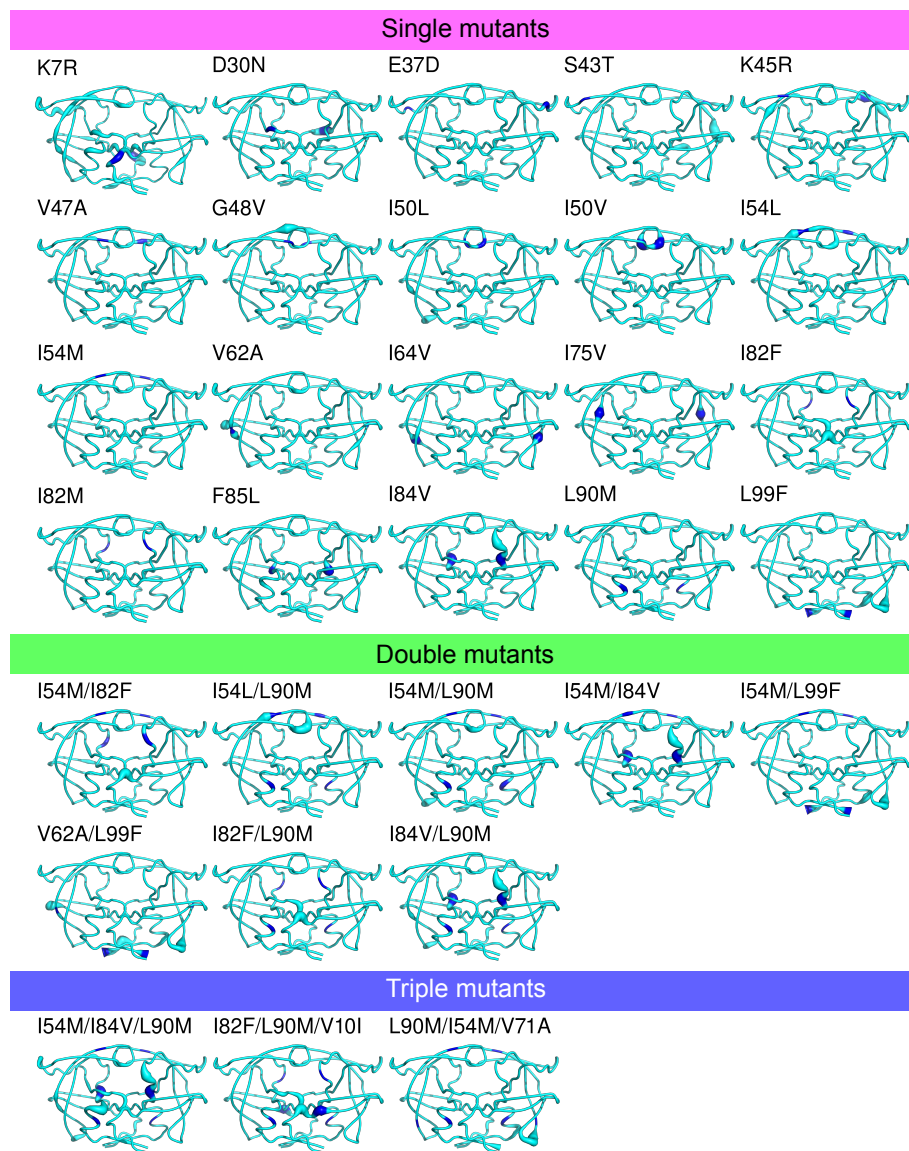 Single mutants
K7R D30N E37D S43T K45R
V47A G48V I50L I50V I54L
I54M V62A I64V I75V I82F
I82M F85L I84V L90M L99F
Double mutants
I54M/I82F I54L/L90M I54M/L90M I54M/I84V I54M/L99F
V62A/L99F I82F/L90M I84V/L90M
Triple mutants
I54M/I84V/L90M I82F/L90M/V10I L90M/I54M/V71A